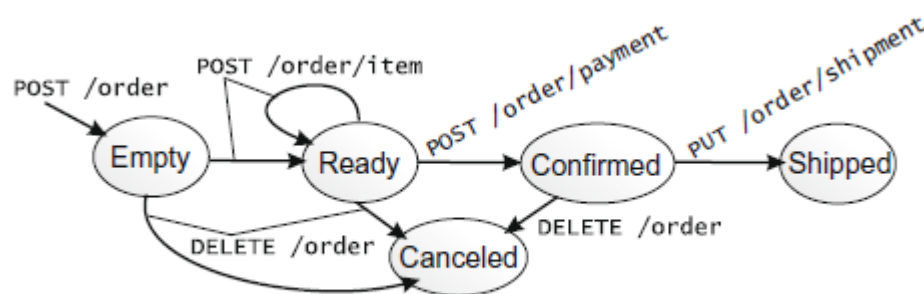 POST /order
POST /order/item
POST /order/payment
PUT /order/shipment
Empty
Ready
Confirmed
Shipped
DELETE /order
DELETE /order
Canceled